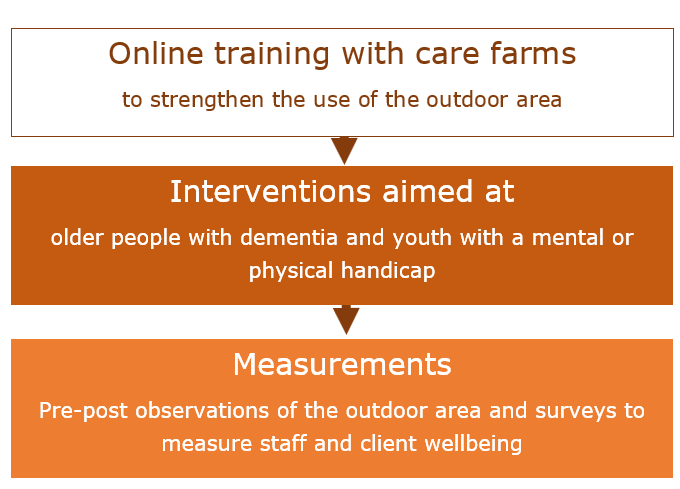 Online training with care farms
to strengthen the use of the outdoor area
Interventions aimed at
older people with dementia and youth with a mental or
physical handicap
Measurements
Pre-post observations of the outdoor area and surveys to
measure staff and client wellbeing